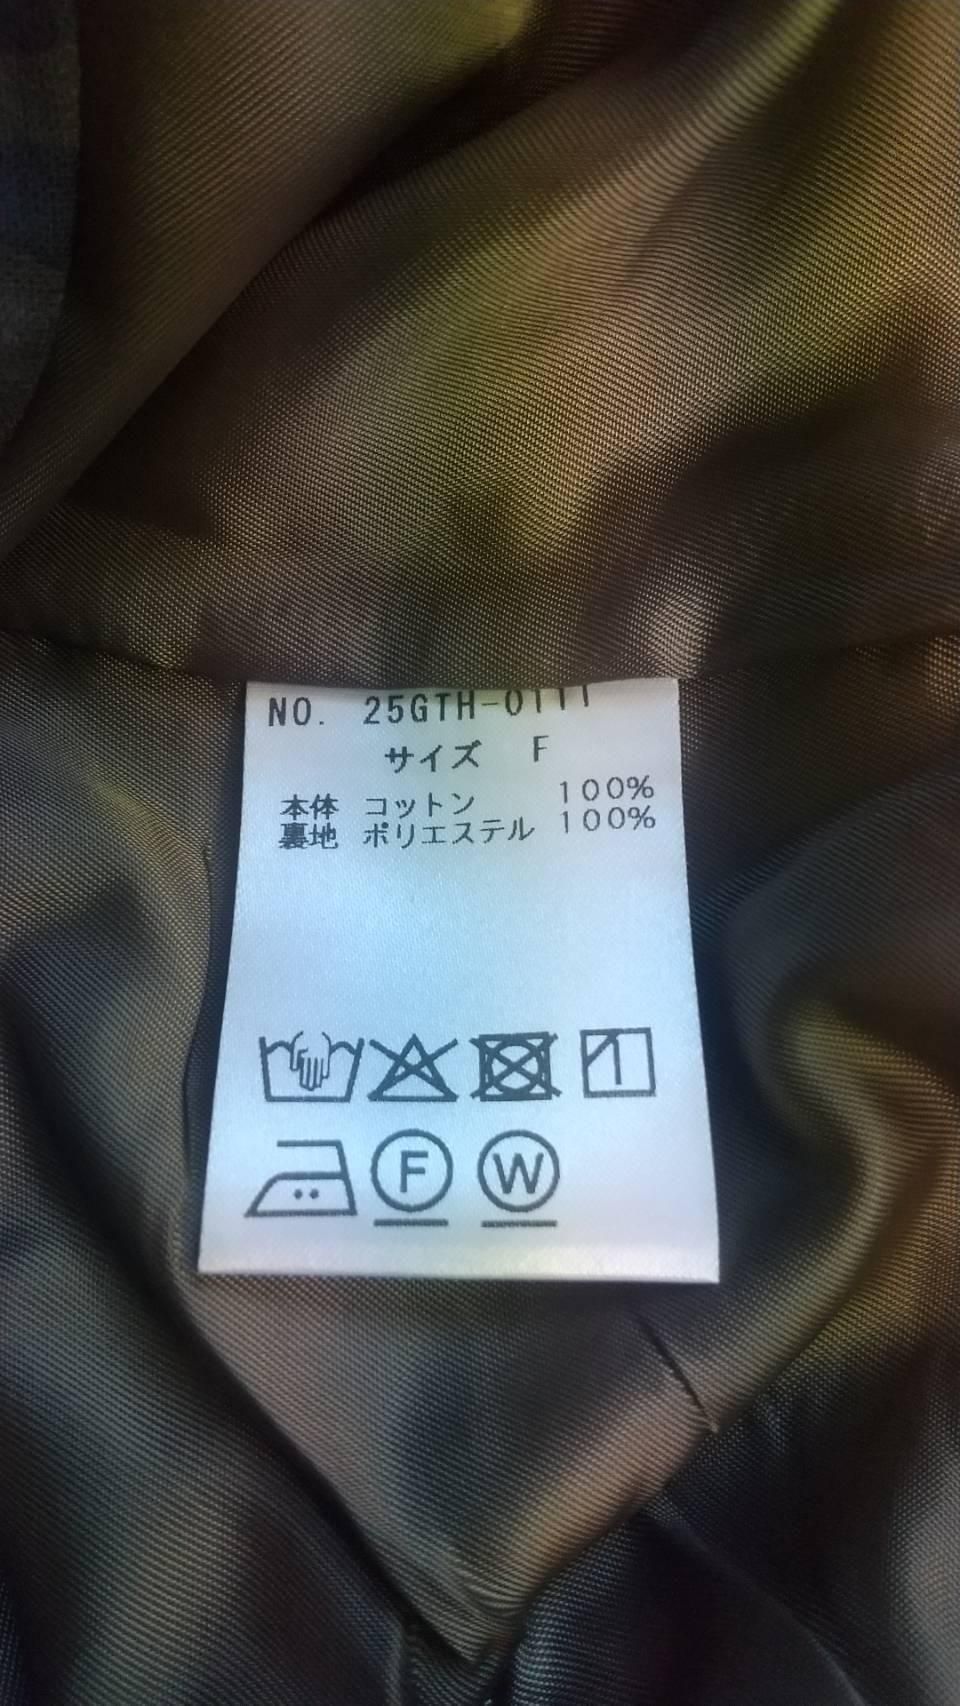 NO. 25GTH-0111
サイズ F
本体 コットン 100%
裏地 ポリエステル 100%
F W